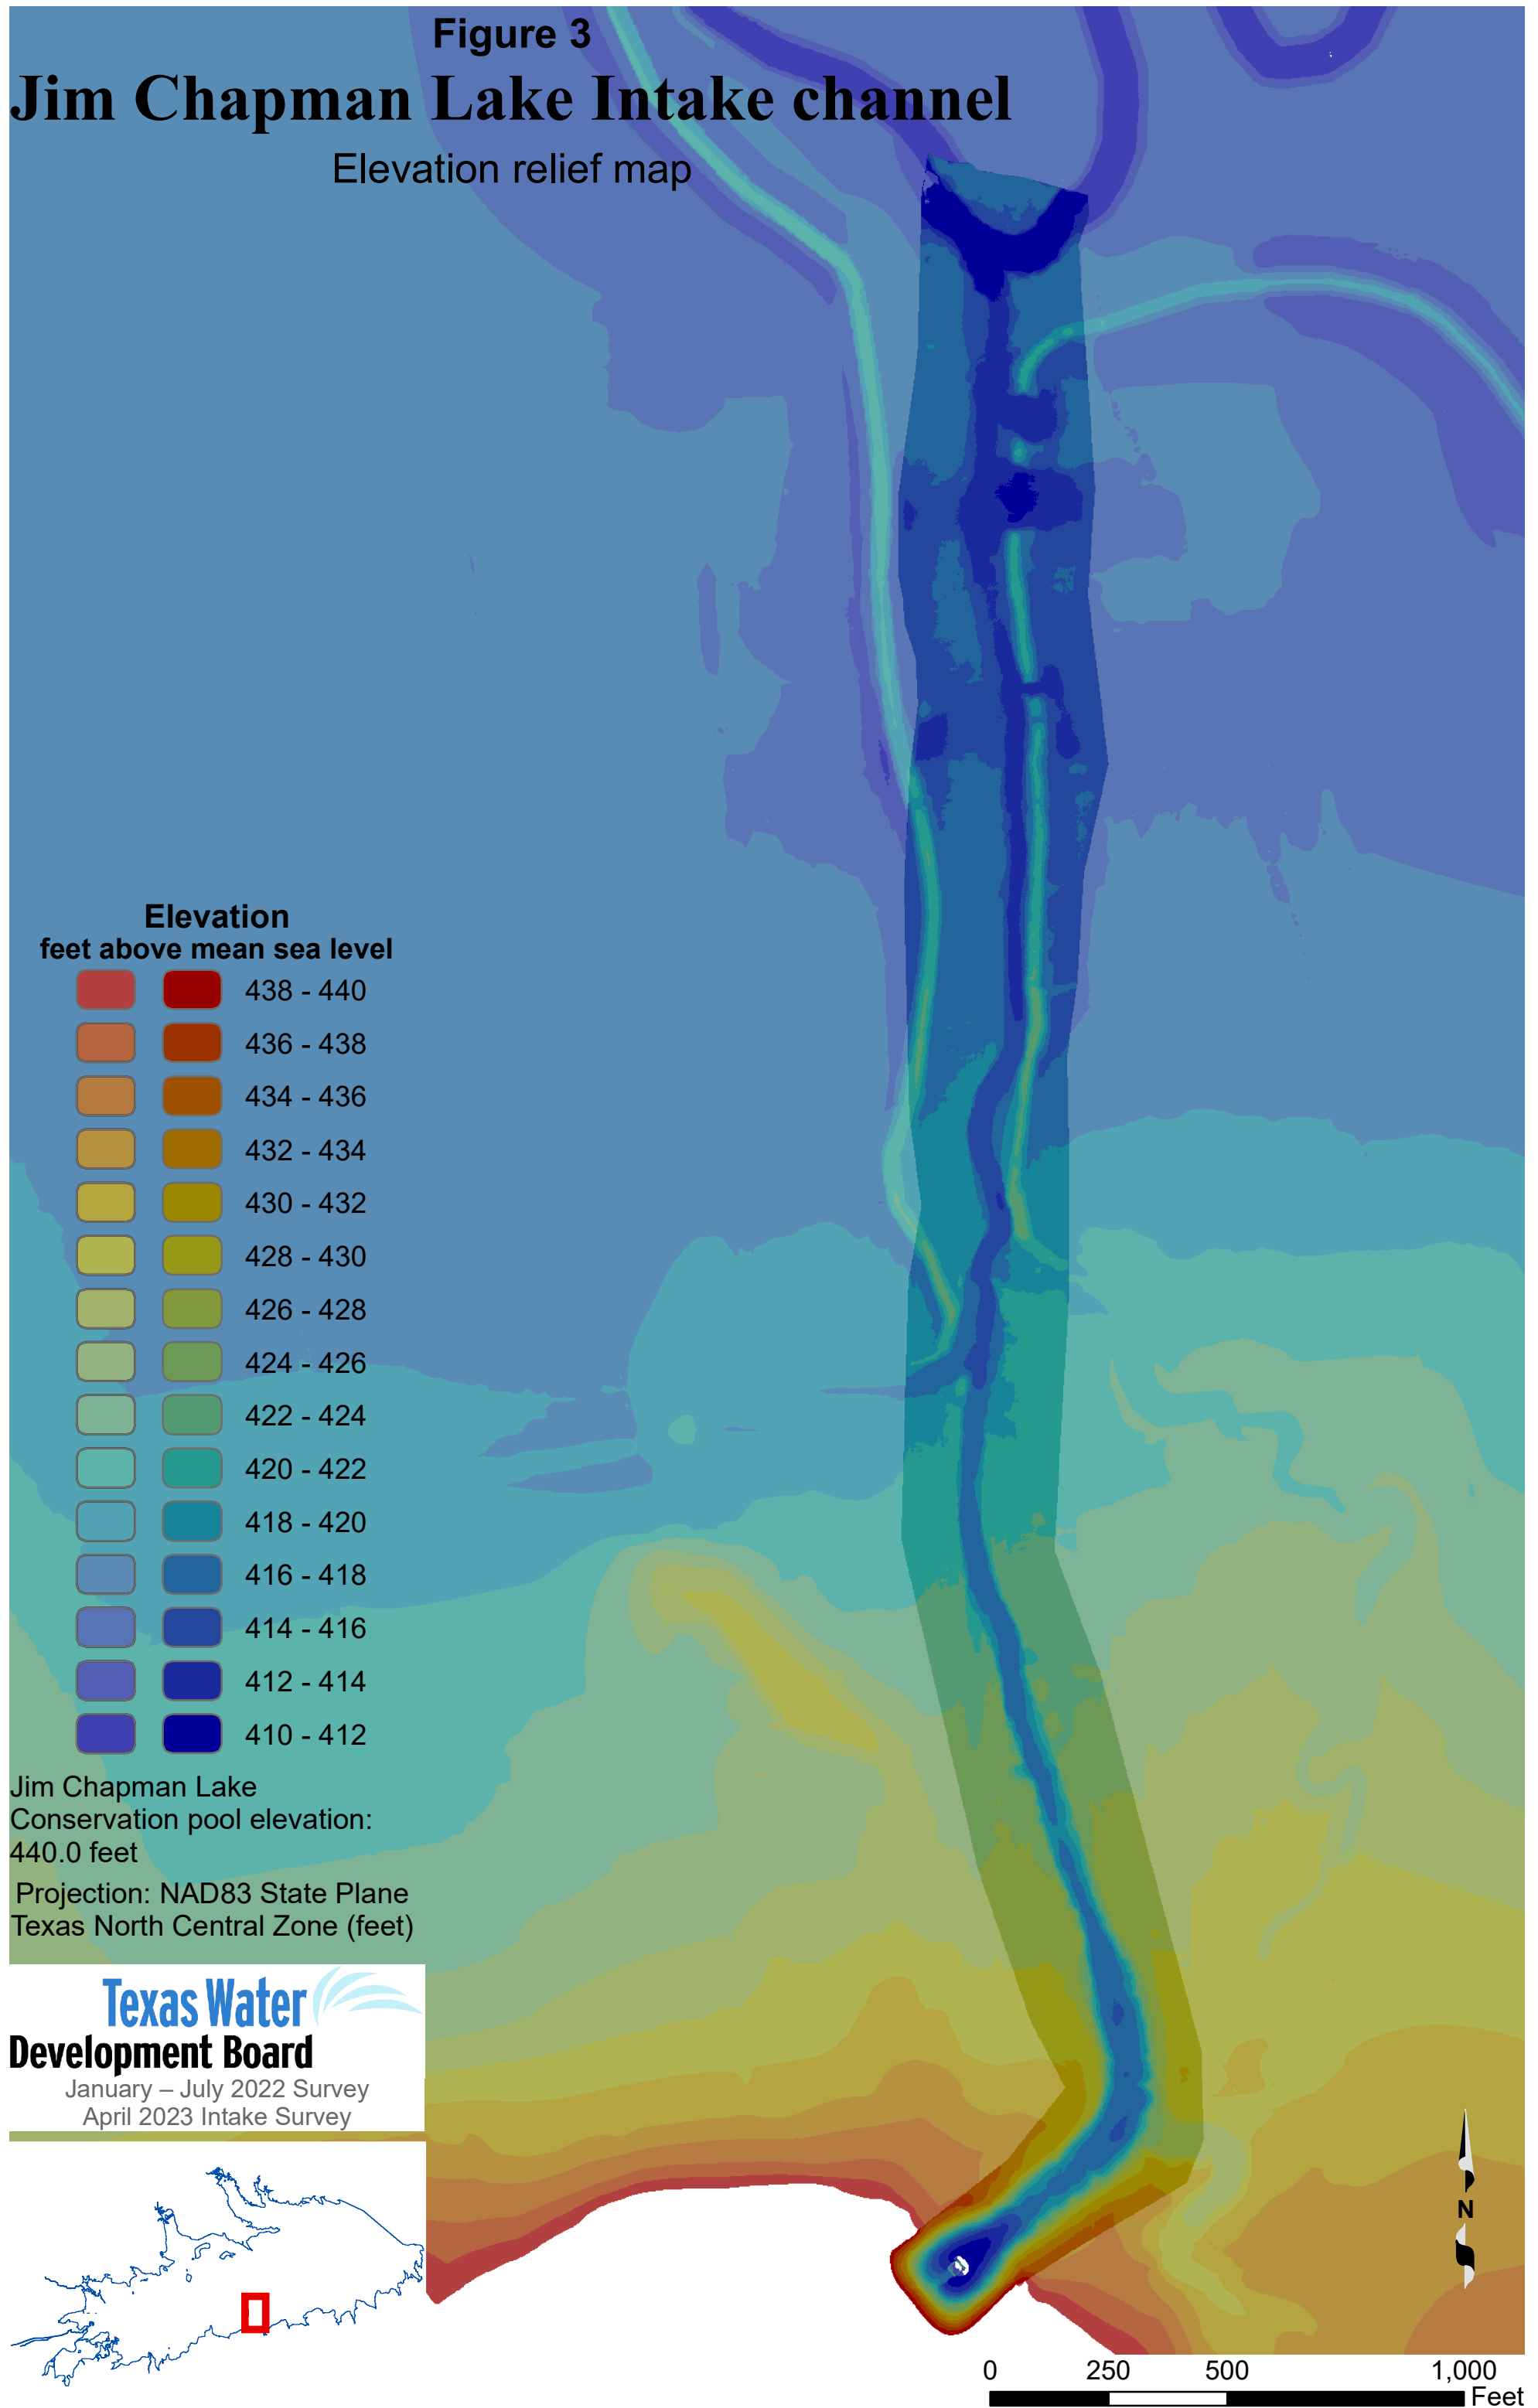 Figure 3
Jim Chapman Lake Intake channel
Elevation relief map
Elevation
feet above mean sea level
438 - 440
436 - 438
434 - 436
432 - 434
430 - 432
428 - 430
426 - 428
424 - 426
422 - 424
420 - 422
418 - 420
416 - 418
414 - 416
412 - 414
410 - 412
Jim Chapman Lake
Conservation pool elevation:
440.0 feet
Projection: NAD83 State Plane
Texas North Central Zone (feet)
Texas Water
Development Board
January – July 2022 Survey
April 2023 Intake Survey
N
0 250 500 1,000
Feet